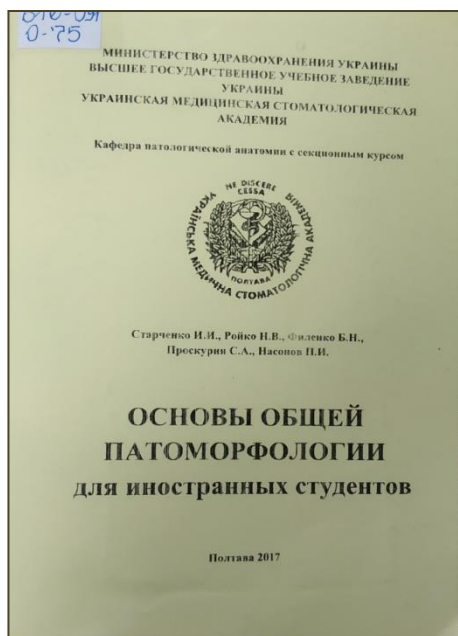 616-091
О-75
МИНИСТЕРСТВО ЗДРАВООХРАНЕНИЯ УКРАИНЫ
ВЫСШЕЕ ГОСУДАРСТВЕННОЕ УЧЕБНОЕ ЗАВЕДЕНИЕ
УКРАИНЫ
УКРАИНСКАЯ МЕДИЦИНСКАЯ СТОМАТОЛОГИЧЕСКАЯ
АКАДЕМИЯ
Кафедра патологической анатомии с секционным курсом
NE DISCERE
CESSA
УКРАЇНСЬКА МЕДИЧНА СТОМАТОЛОГІЧНА АКАДЕМІЯ
ПОЛТАВА
Старченко И.И., Ройко Н.В., Филенко Б.Н.,
Проскурня С.А., Насонов П.И.
ОСНОВЫ ОБЩЕЙ
ПАТОМОРФОЛОГИИ
для иностранных студентов
Полтава 2017